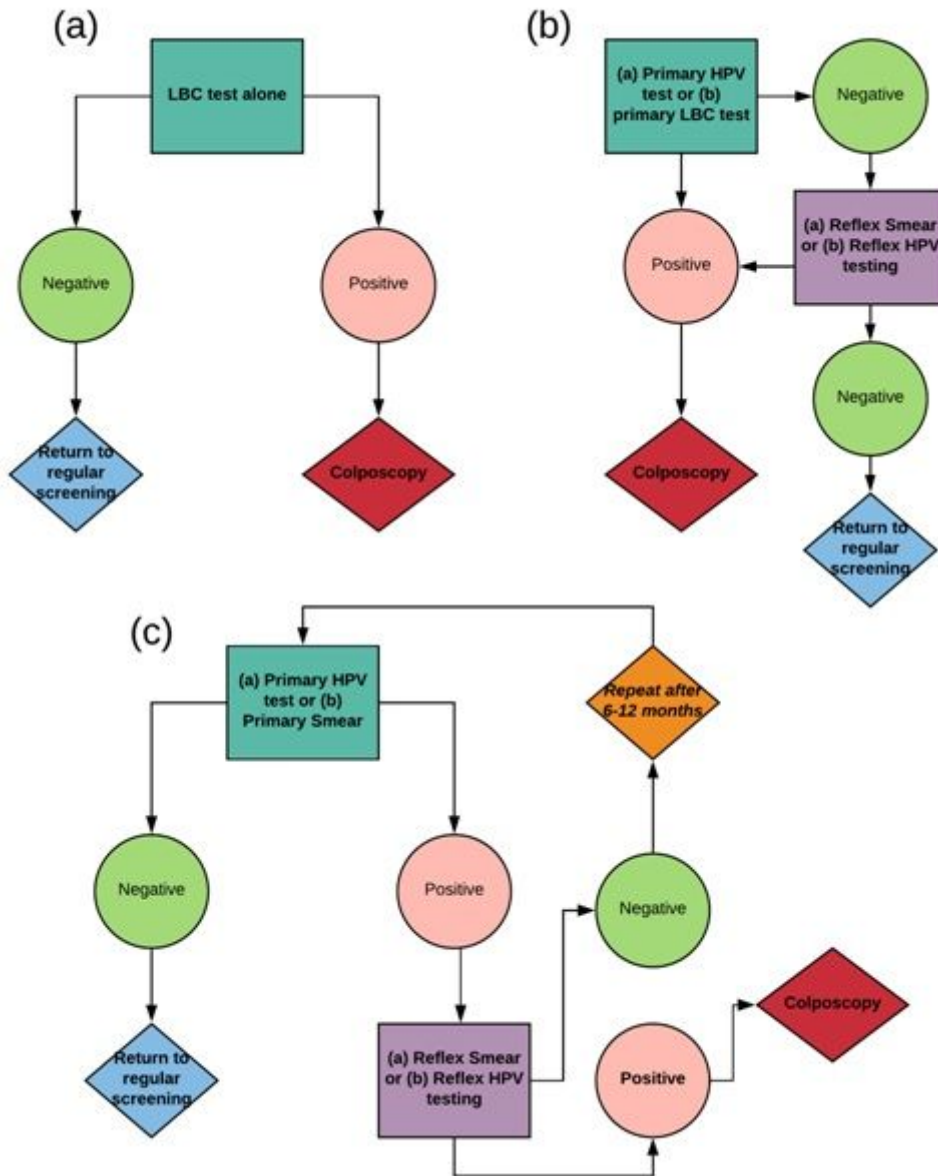 (a)
LBC test alone
Negative
Positive
Return to
regular
screening
Colposcopy
(b)
(a) Primary HPV
test or (b)
primary LBC test
Negative
(a) Reflex Smear
or (b) Reflex HPV
testing
Positive
Negative
Colposcopy
Return to
regular
screening
(c)
(a) Primary HPV
test or (b)
Primary Smear
Repeat after
6-12 months
Negative
Positive
Negative
Colposcopy
Return to
regular
screening
(a) Reflex Smear
or (b) Reflex HPV
testing
Positive